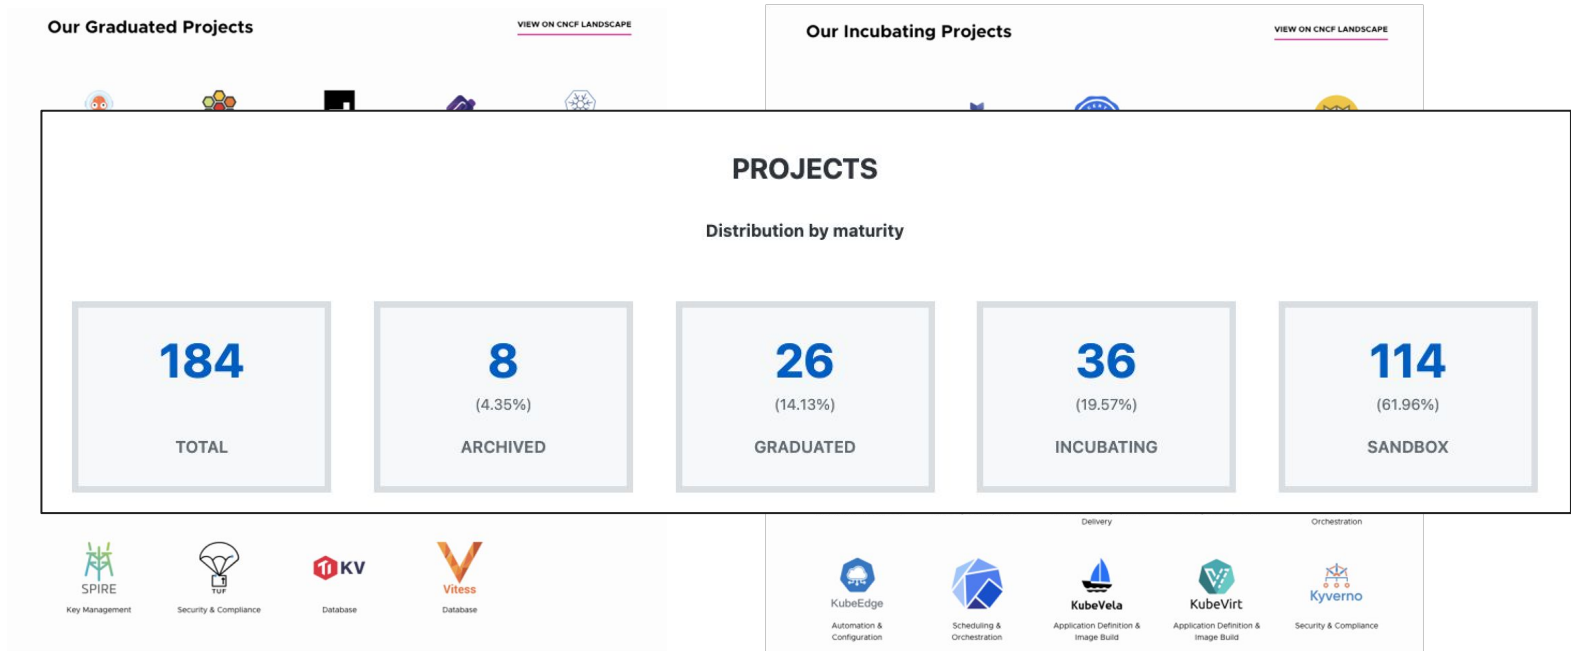 Our Graduated Projects
VIEW ON CNCF LANDSCAPE
Our Incubating Projects
VIEW ON CNCF LANDSCAPE
PROJECTS
Distribution by maturity
184
TOTAL
8
(4.35%)
ARCHIVED
26
(14.13%)
GRADUATED
36
(19.57%)
INCUBATING
114
(61.96%)
SANDBOX
SPIRE
Key Management
TUF
Security & Compliance
TI KV
Database
Vitess
Database
Delivery
Orchestration
KubeEdge
Automation &
Configuration
Scheduling &
Orchestration
KubeVela
Application Definition &
Image Build
KubeVirt
Application Definition &
Image Build
Kyverno
Security & Compliance